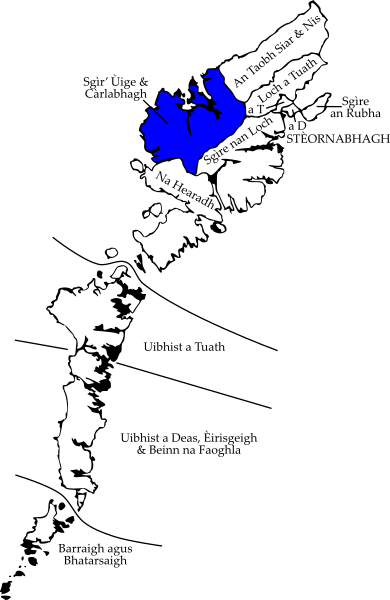 An Taobh Siar & Nis
Sgìr' Ùige &
Càrlabhagh
Loch a Tuath
a T
Sgìre
an Rubha
a D
STÈORNABHAGH
Sgìre nan Loch
Na Hearadh
Uibhist a Tuath
Uibhist a Deas, Èirisgeigh
& Beinn na Faoghla
Barraigh agus
Bhatarsaigh